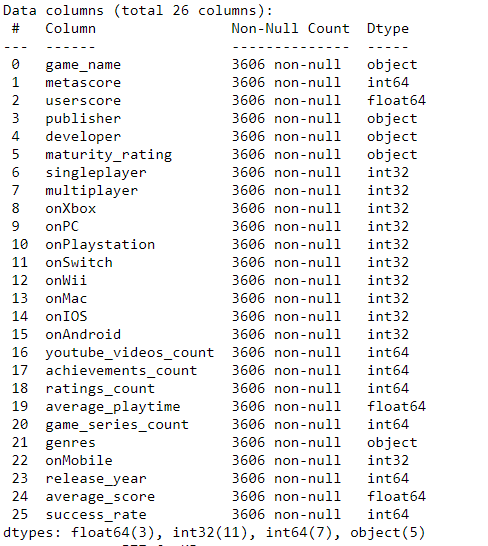 Data columns (total 26 columns):
 #   Column                Non-Null Count  Dtype
---  ------                --------------  -----
 0   game_name             3606 non-null   object
 1   metascore             3606 non-null   int64
 2   userscore             3606 non-null   float64
 3   publisher             3606 non-null   object
 4   developer             3606 non-null   object
 5   maturity_rating       3606 non-null   object
 6   singleplayer          3606 non-null   int32
 7   multiplayer           3606 non-null   int32
 8   onXbox                3606 non-null   int32
 9   onPC                  3606 non-null   int32
 10  onPlaystation         3606 non-null   int32
 11  onSwitch              3606 non-null   int32
 12  onWii                 3606 non-null   int32
 13  onMac                 3606 non-null   int32
 14  onIOS                 3606 non-null   int32
 15  onAndroid             3606 non-null   int32
 16  youtube_videos_count  3606 non-null   int64
 17  achievements_count    3606 non-null   int64
 18  ratings_count         3606 non-null   int64
 19  average_playtime      3606 non-null   float64
 20  game_series_count     3606 non-null   int64
 21  genres                3606 non-null   object
 22  onMobile              3606 non-null   int32
 23  release_year          3606 non-null   int64
 24  average_score         3606 non-null   float64
 25  success_rate          3606 non-null   int64
dtypes: float64(3), int32(11), int64(7), object(5)